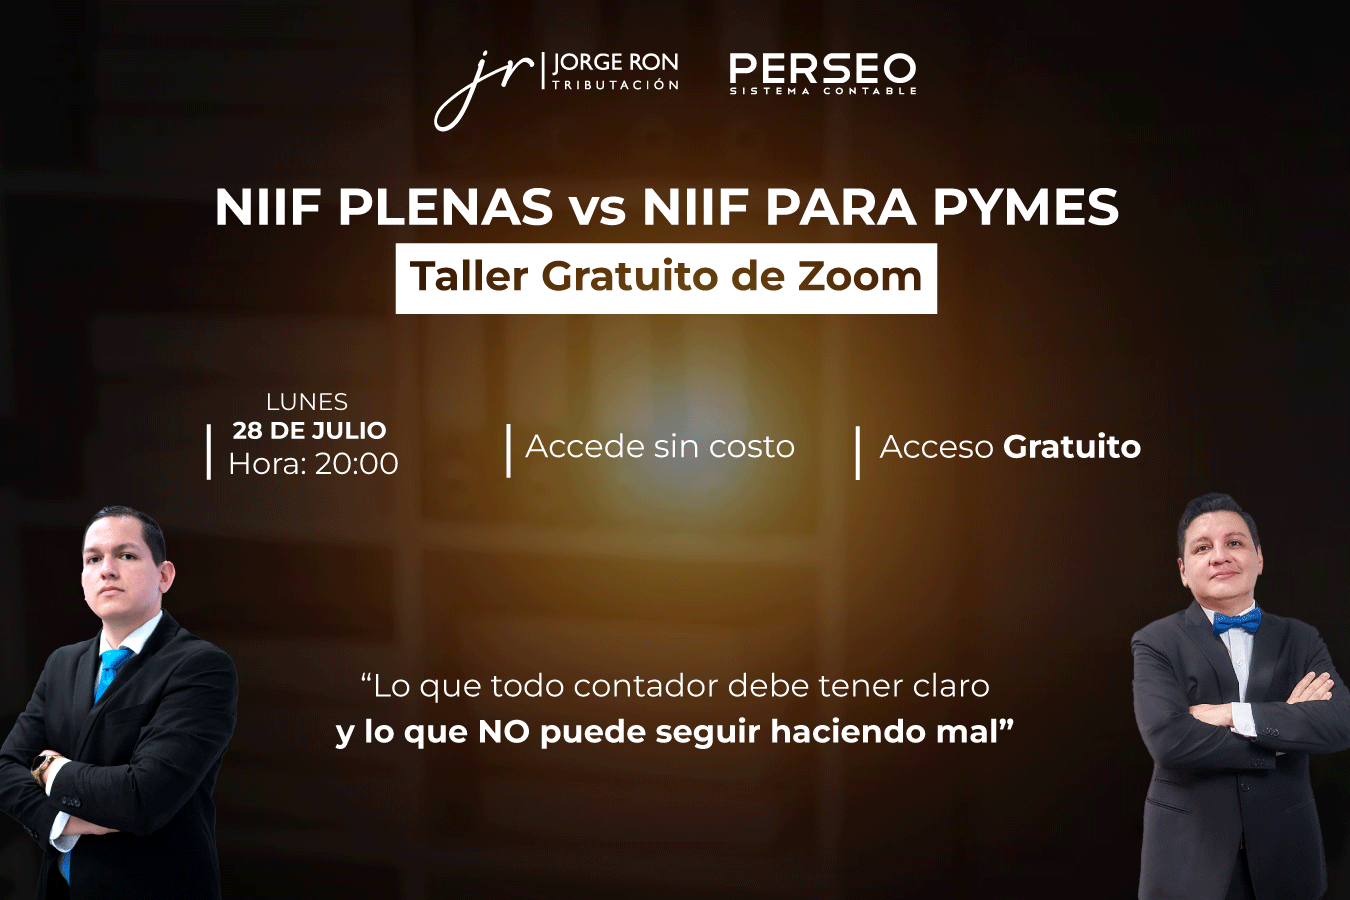 jr JORGE RON
TRIBUTACIÓN
PERSEO
SISTEMA CONTABLE
NIIF PLENAS vs NIIF PARA PYMES
Taller Gratuito de Zoom
LUNES
28 DE JULIO
Hora: 20:00
Accede sin costo
Acceso Gratuito
“Lo que todo contador debe tener claro
y lo que NO puede seguir haciendo mal”